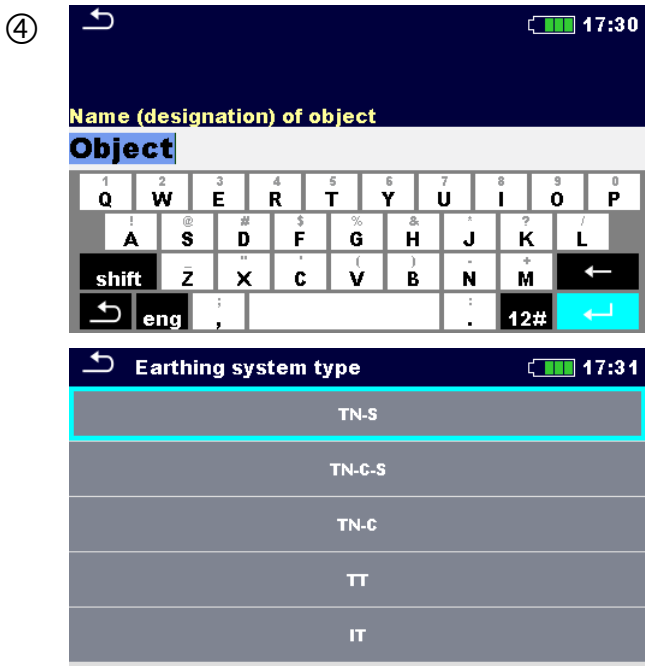 ④
17:30
Name (designation) of object
Object
1 2 3 4 5 6 7 8 9 0
Q W E R T Y U I O P
! @ # $ % & * ? /
A S D F G H J K L
_ " ' ( ) - +
shift Z X C V B N M ←
; :
eng , . 12#
Earthing system type 17:31
TN-S
TN-C-S
TN-C
TT
IT